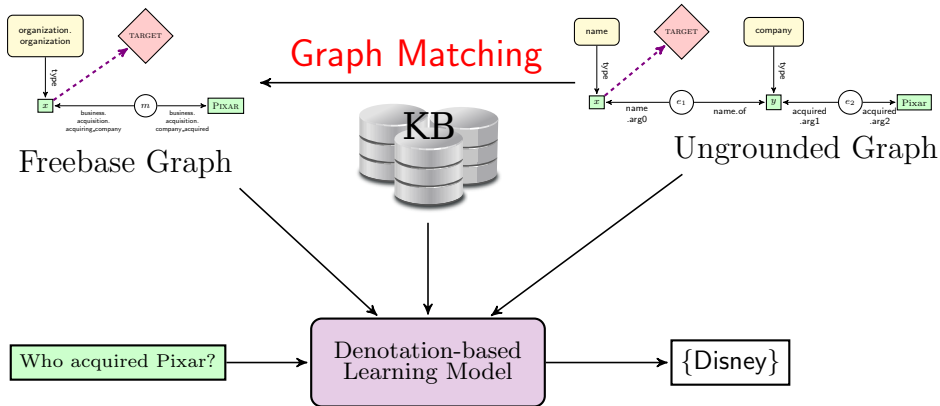 organization.
organization
TARGET
type
x
m
PIXAR
business.
acquisition.
acquiring_company
business.
acquisition.
company_acquired
Freebase Graph
Graph Matching
KB
name
TARGET
company
type
type
x
e1
y
e2
Pixar
name
.arg0
name.of
acquired
.arg1
acquired
.arg2
Ungrounded Graph
Who acquired Pixar?
Denotation-based
Learning Model
{Disney}